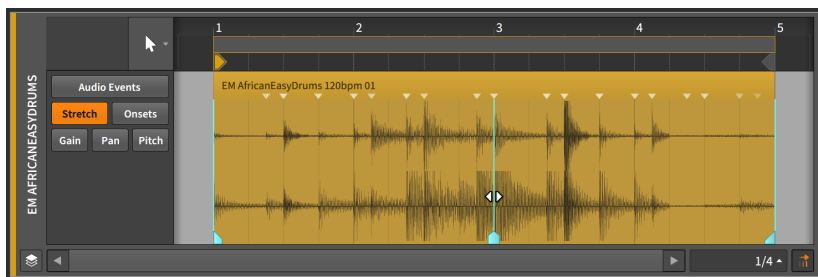 1 2 3 4 5
EM AFRICANEASYDRUMS
Audio Events
EM AfricanEasyDrums 120bpm 01
Stretch Onsets
Gain Pan Pitch
1/4